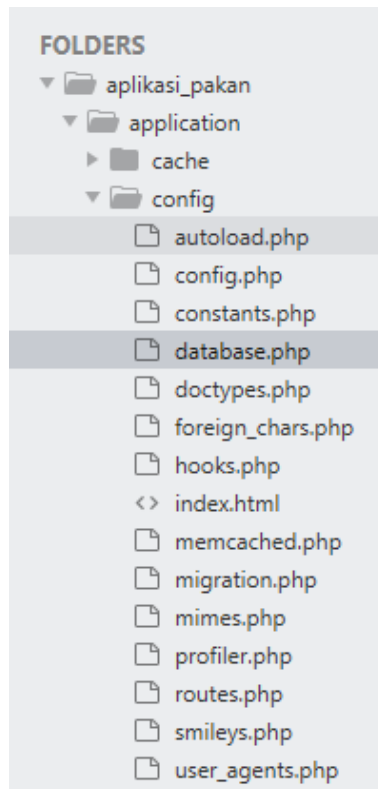 FOLDERS
aplikasi_pakan
application
cache
config
autoload.php
config.php
constants.php
database.php
doctypes.php
foreign_chars.php
hooks.php
index.html
memcached.php
migration.php
mimes.php
profiler.php
routes.php
smileys.php
user_agents.php